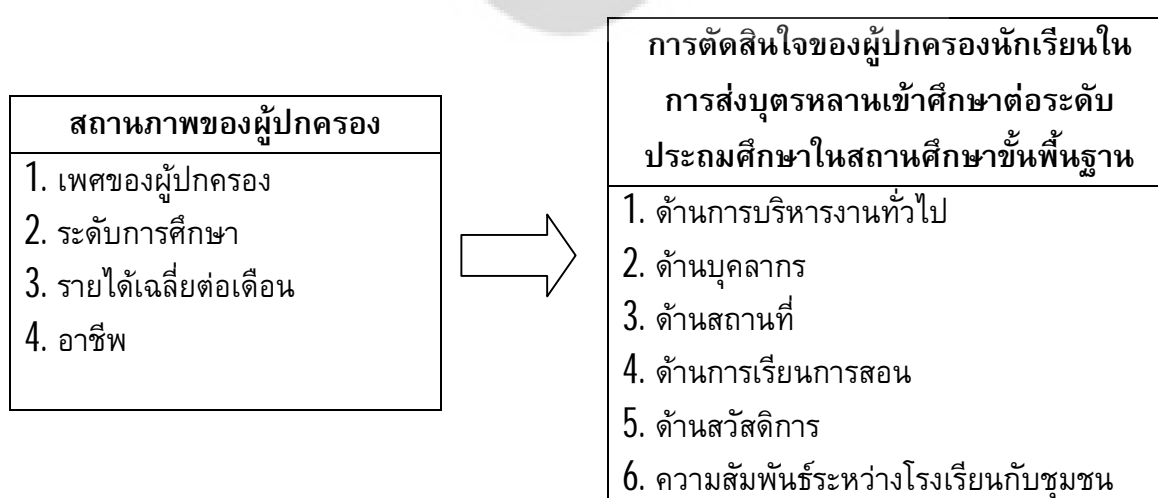 สถานภาพของผู้ปกครอง
1. เพศของผู้ปกครอง
2. ระดับการศึกษา
3. รายได้เฉลี่ยต่อเดือน
4. อาชีพ
การตัดสินใจของผู้ปกครองนักเรียนใน
การส่งบุตรหลานเข้าศึกษาต่อระดับ
ประถมศึกษาในสถานศึกษาขั้นพื้นฐาน
1. ด้านการบริหารงานทั่วไป
2. ด้านบุคลากร
3. ด้านสถานที่
4. ด้านการเรียนการสอน
5. ด้านสวัสดิการ
6. ความสัมพันธ์ระหว่างโรงเรียนกับชุมชน